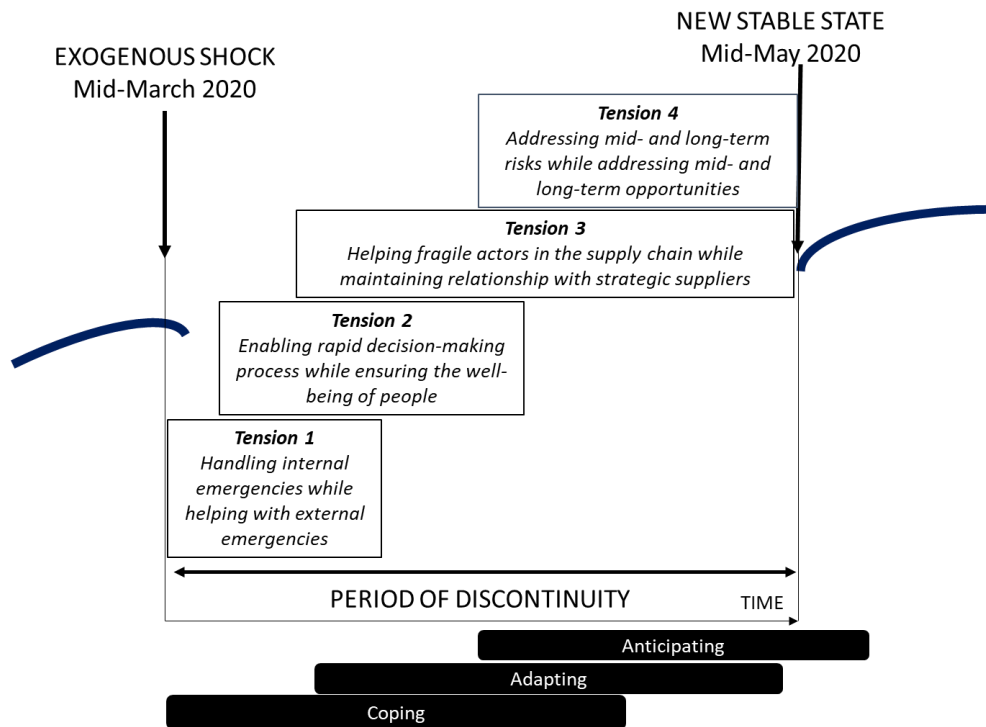 EXOGENOUS SHOCK
Mid-March 2020
NEW STABLE STATE
Mid-May 2020
Tension 4
Addressing mid- and long-term
risks while addressing mid- and
long-term opportunities
Tension 3
Helping fragile actors in the supply chain while
maintaining relationship with strategic suppliers
Tension 2
Enabling rapid decision-making
process while ensuring the well-
being of people
Tension 1
Handling internal
emergencies while
helping with external
emergencies
PERIOD OF DISCONTINUITY
TIME
Anticipating
Adapting
Coping